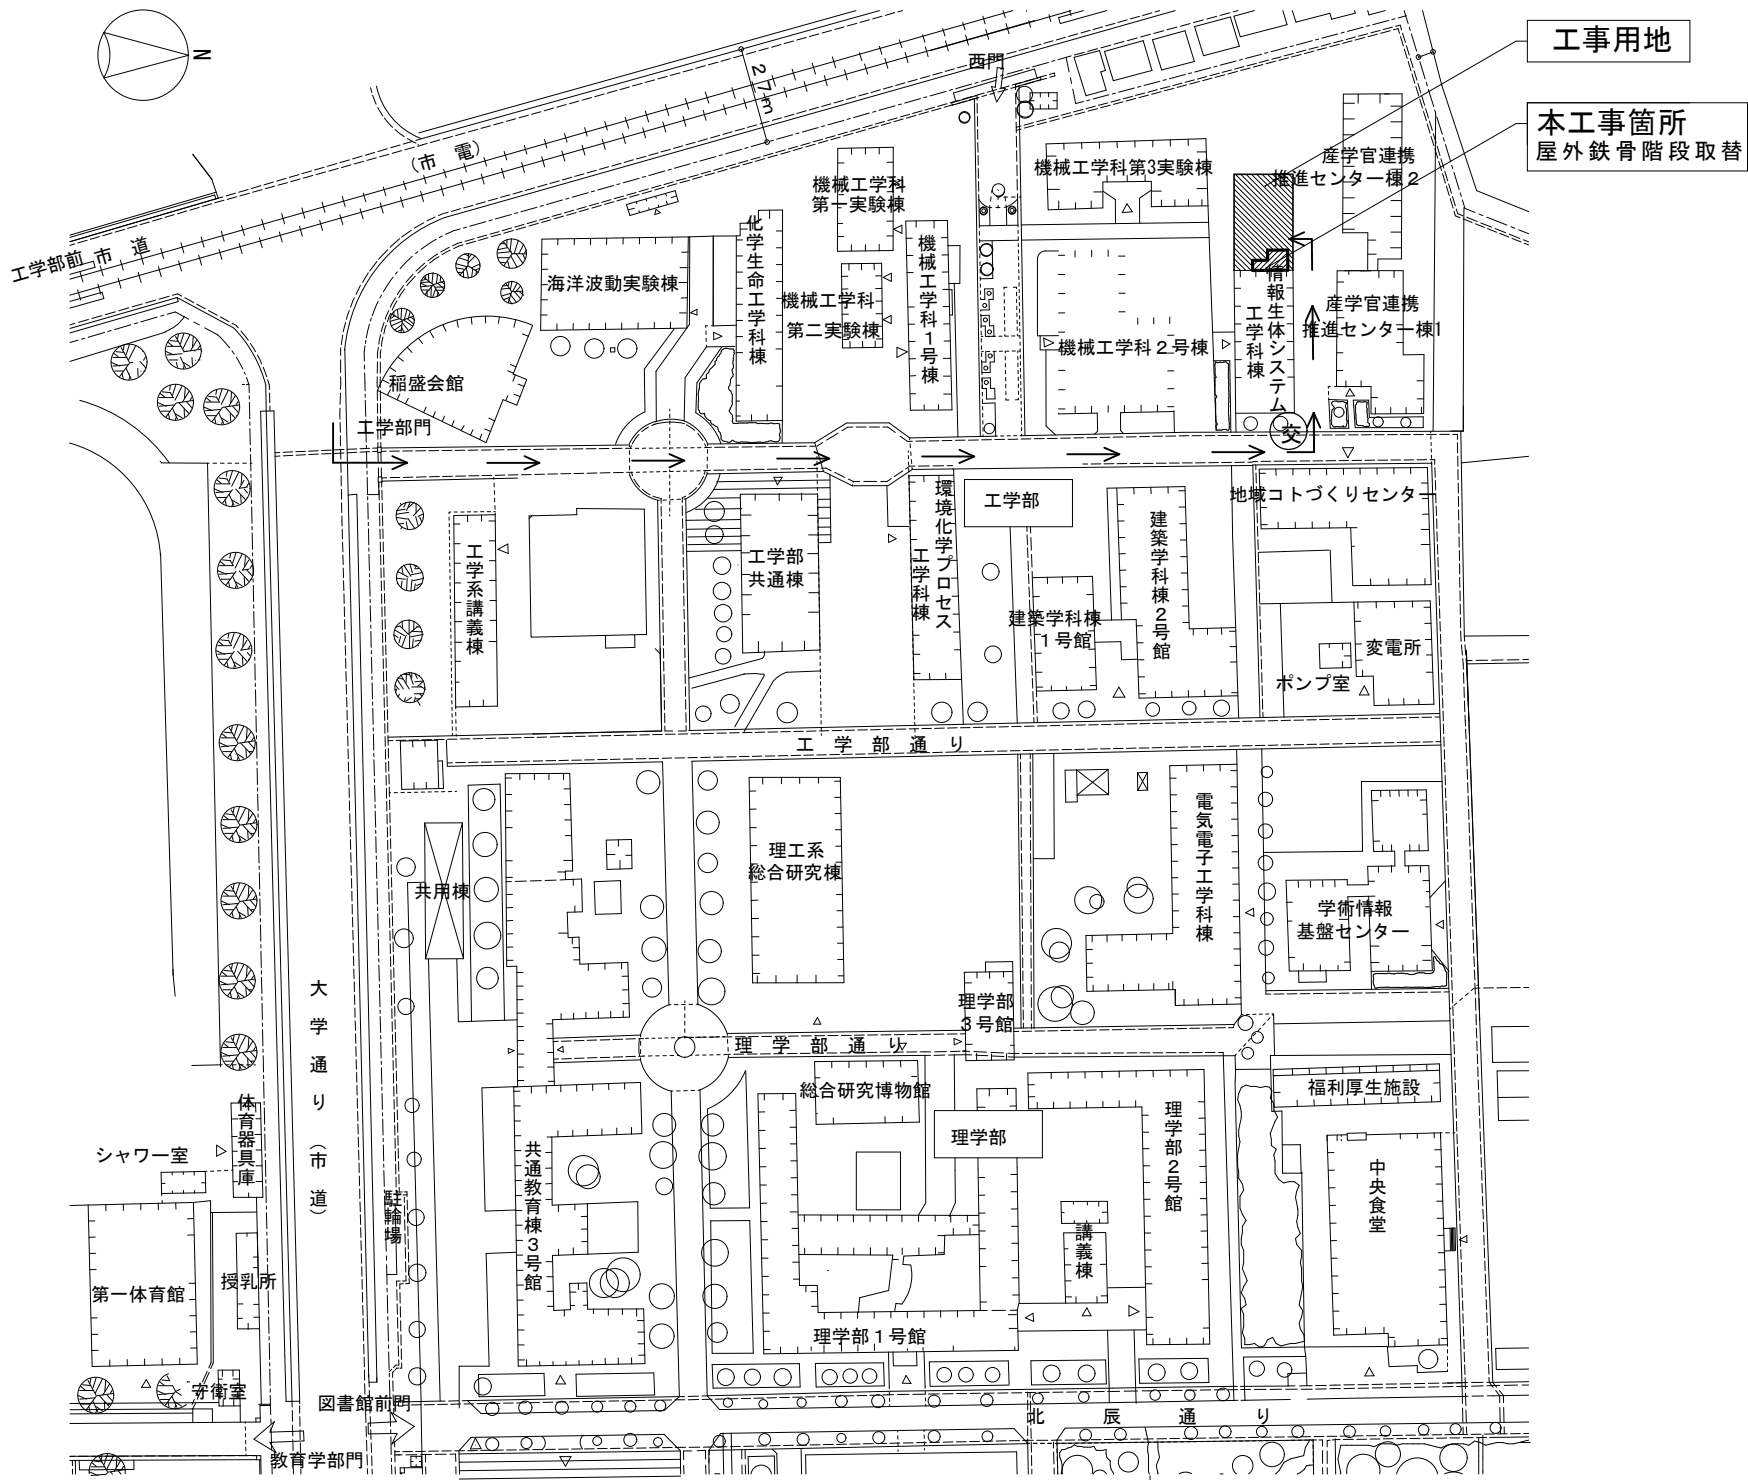 N
工事用地
本工事箇所
屋外鉄骨階段取替
西門
27m
(市　電)
工学部前 市　道
機械工学科
第一実験棟
機械工学科第3実験棟
産学官連携
推進センター棟2
化学生命工学科棟
海洋波動実験棟
機械工学科
第二実験棟
機械工学科1号棟
機械工学科2号棟
情報生体システム
工学科棟
産学官連携
推進センター棟1
稲盛会館
工学部門
交
工学系講義棟
工学部
共通棟
環境化学プロセス
工学科棟
工学部
建築学科棟
1号館
建築学科棟2号館
地域コトづくりセンター
変電所
ポンプ室
工　学　部　通　り
共用棟
理工系
総合研究棟
電気電子工学科棟
学術情報
基盤センター
大　学　通　り　(市　道)
理学部
3号館
理　学　部　通　り
総合研究博物館
理学部
理学部2号館
福利厚生施設
体育器具庫
シャワー室
共通教育棟3号館
中央食堂
駐輪場
講義棟
第一体育館
授乳所
理学部1号館
守衛室
図書館前門
北　辰　通　り
教育学部門